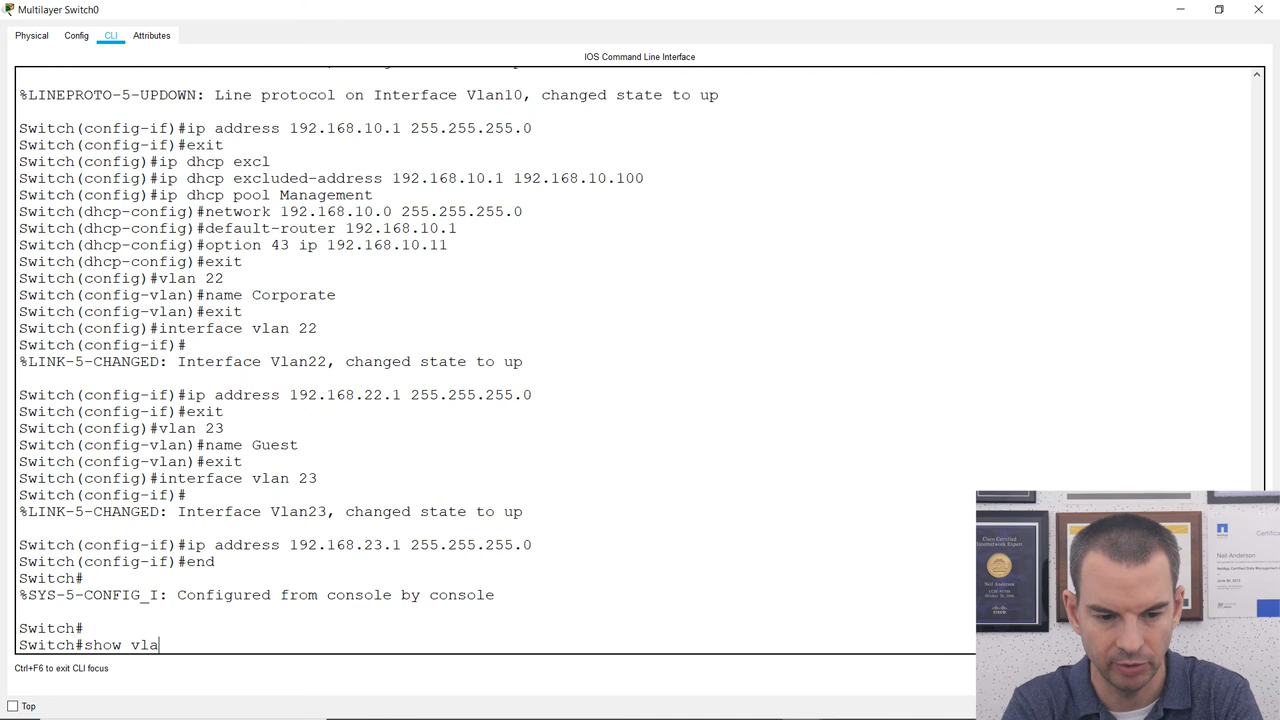 Multilayer Switch0
Physical Config CLI Attributes
IOS Command Line Interface
%LINEPROTO-5-UPDOWN: Line protocol on Interface Vlan10, changed state to up
Switch(config-if)#ip address 192.168.10.1 255.255.255.0
Switch(config-if)#exit
Switch(config)#ip dhcp excl
Switch(config)#ip dhcp excluded-address 192.168.10.1 192.168.10.100
Switch(config)#ip dhcp pool Management
Switch(dhcp-config)#network 192.168.10.0 255.255.255.0
Switch(dhcp-config)#default-router 192.168.10.1
Switch(dhcp-config)#option 43 ip 192.168.10.11
Switch(dhcp-config)#exit
Switch(config)#vlan 22
Switch(config-vlan)#name Corporate
Switch(config-vlan)#exit
Switch(config)#interface vlan 22
Switch(config-if)#
%LINK-5-CHANGED: Interface Vlan22, changed state to up
Switch(config-if)#ip address 192.168.22.1 255.255.255.0
Switch(config-if)#exit
Switch(config)#vlan 23
Switch(config-vlan)#name Guest
Switch(config-vlan)#exit
Switch(config)#interface vlan 23
Switch(config-if)#
%LINK-5-CHANGED: Interface Vlan23, changed state to up
Switch(config-if)#ip address 192.168.23.1 255.255.255.0
Switch(config-if)#end
Switch#
%SYS-5-CONFIG_I: Configured from console by console
Switch#
Switch#show vla
Ctrl+F6 to exit CLI focus
Top
Neil Anderson
Neil Anderson